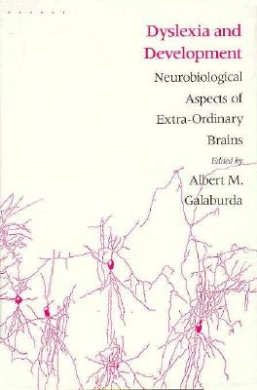 Dyslexia and
Development
Neurobiological
Aspects of
Extra-Ordinary
Brains
Edited by
Albert M.
Galaburda